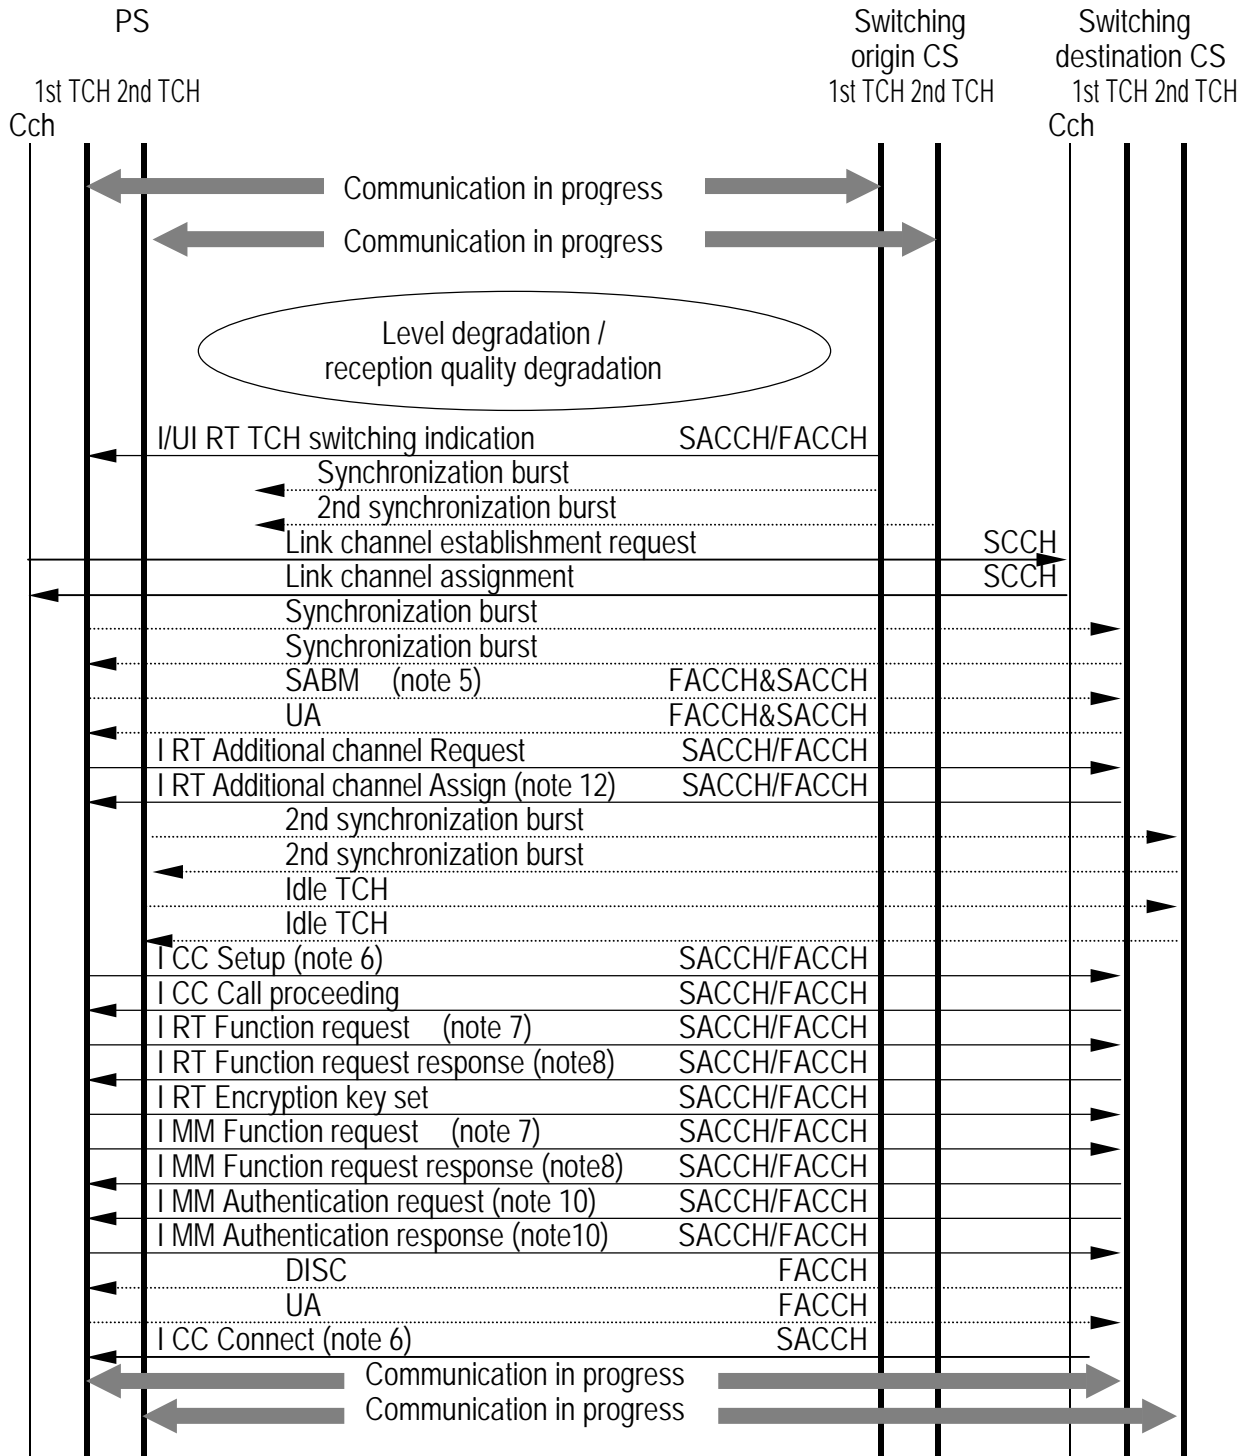 PS Switching Switching
origin CS destination CS
1st TCH 2nd TCH 1st TCH 2nd TCH 1st TCH 2nd TCH
Cch Cch
Communication in progress
Communication in progress
Level degradation /
reception quality degradation
I/UI RT TCH switching indication SACCH/FACCH
Synchronization burst
2nd synchronization burst
Link channel establishment request SCCH
Link channel assignment SCCH
Synchronization burst
Synchronization burst
SABM (note 5) FACCH&SACCH
UA FACCH&SACCH
I RT Additional channel Request SACCH/FACCH
I RT Additional channel Assign (note 12) SACCH/FACCH
2nd synchronization burst
2nd synchronization burst
Idle TCH
Idle TCH
I CC Setup (note 6) SACCH/FACCH
I CC Call proceeding SACCH/FACCH
I RT Function request (note 7) SACCH/FACCH
I RT Function request response (note8) SACCH/FACCH
I RT Encryption key set SACCH/FACCH
I MM Function request (note 7) SACCH/FACCH
I MM Function request response (note8) SACCH/FACCH
I MM Authentication request (note 10) SACCH/FACCH
I MM Authentication response (note10) SACCH/FACCH
DISC FACCH
UA FACCH
I CC Connect (note 6) SACCH
Communication in progress
Communication in progress